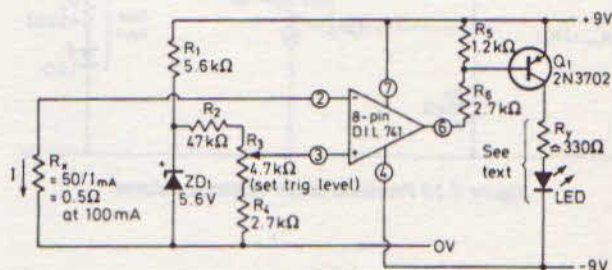 +9V
R1
5.6kΩ
R5
1.2kΩ
Q1
2N3702
R2
47kΩ
2
7
8-pin
DIL 741
6
R6
2.7kΩ
3
4
R3
4.7kΩ
(set trig. level)
Rx
= 50/ImA
= 0.5Ω
at 100mA
I
ZD1
5.6V
R4
2.7kΩ
See
text
Ry
≏ 330Ω
LED
0V
-9V